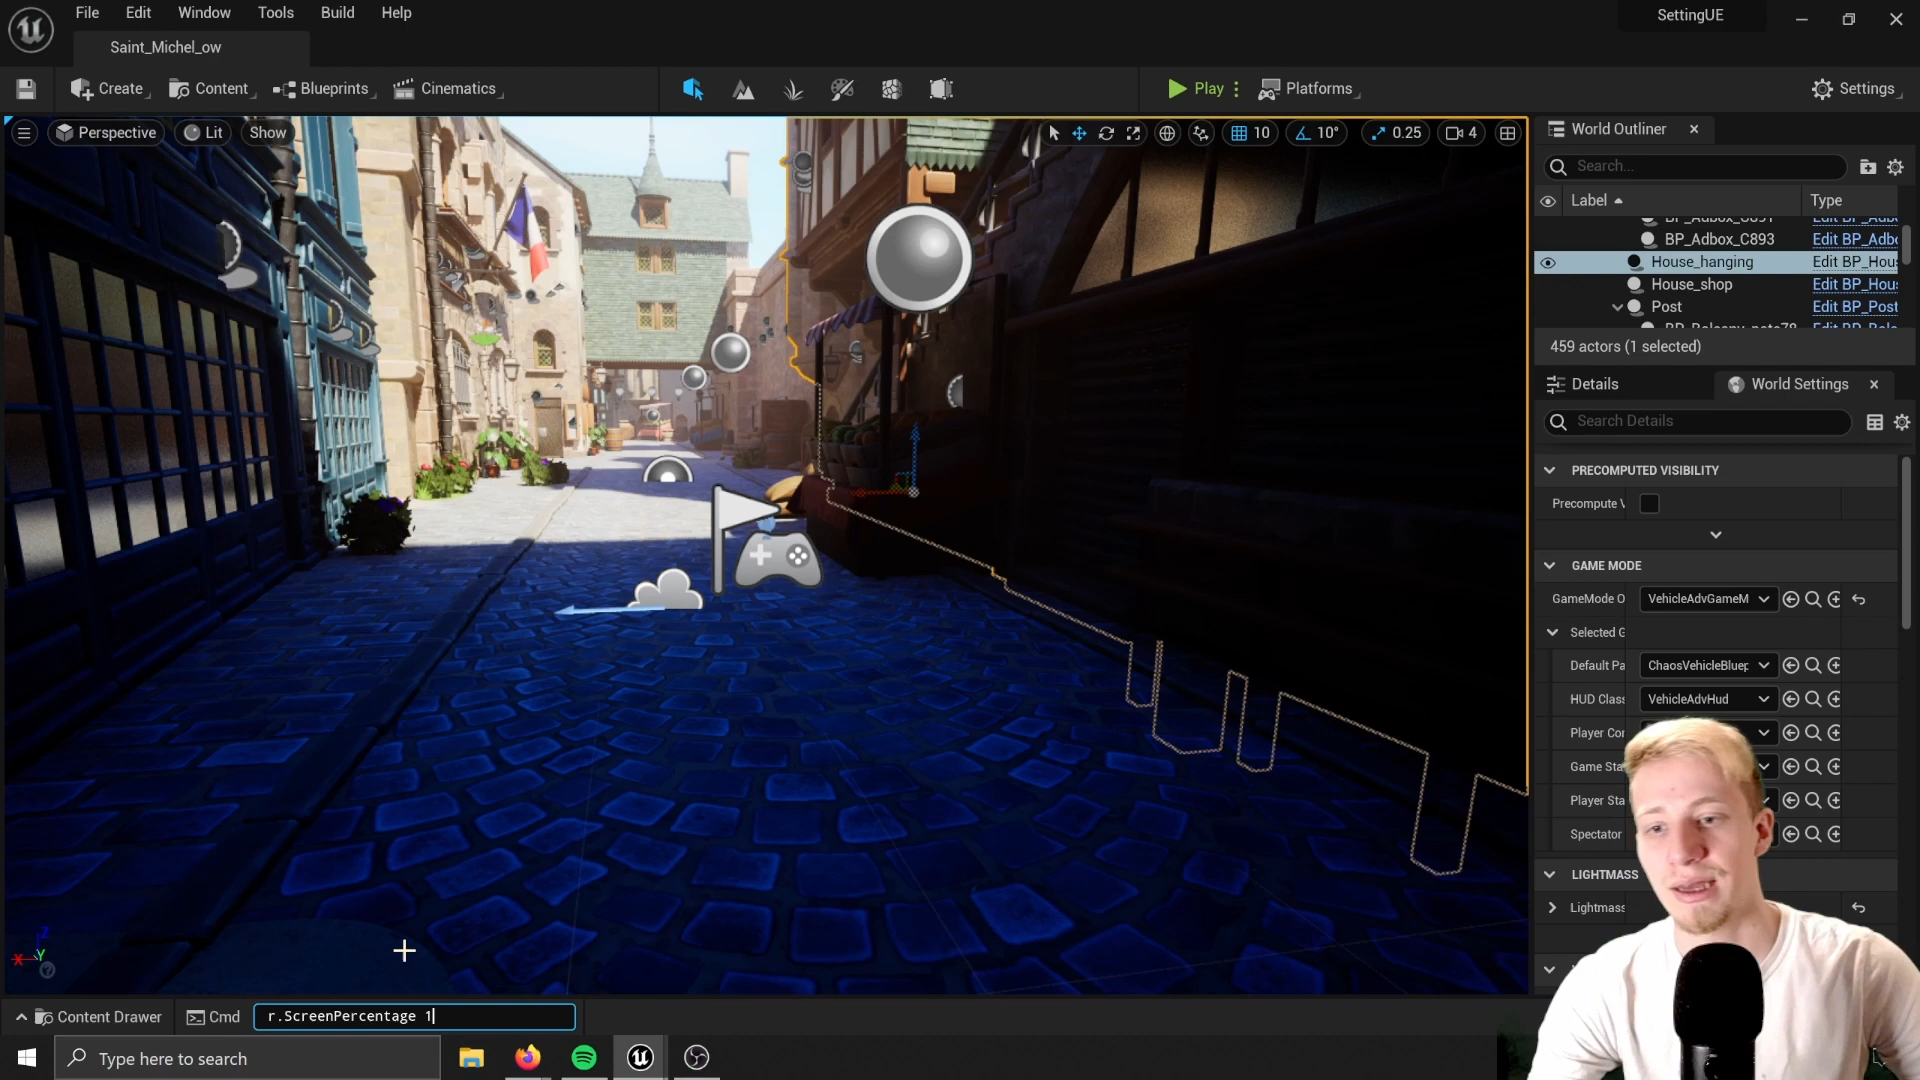 File Edit Window Tools Build Help
SettingUE
Saint_Michel_ow
Create Content Blueprints Cinematics Play Platforms Settings
Perspective Lit Show 10 10° 0.25 4
World Outliner
Search...
Label Type
BP_Adbox_C893 Edit BP_Adbo
House_hanging Edit BP_Hous
House_shop Edit BP_Hous
Post Edit BP_Post
459 actors (1 selected)
Details World Settings
Search Details
PRECOMPUTED VISIBILITY
Precompute V
GAME MODE
GameMode O VehicleAdvGameM
Selected G
Default Pa ChaosVehicleBluep
HUD Class VehicleAdvHud
Player Con
Game Sta
Player Sta
Spectator
LIGHTMASS
Lightmass
Z
X Y
Content Drawer Cmd r.ScreenPercentage 1
Type here to search